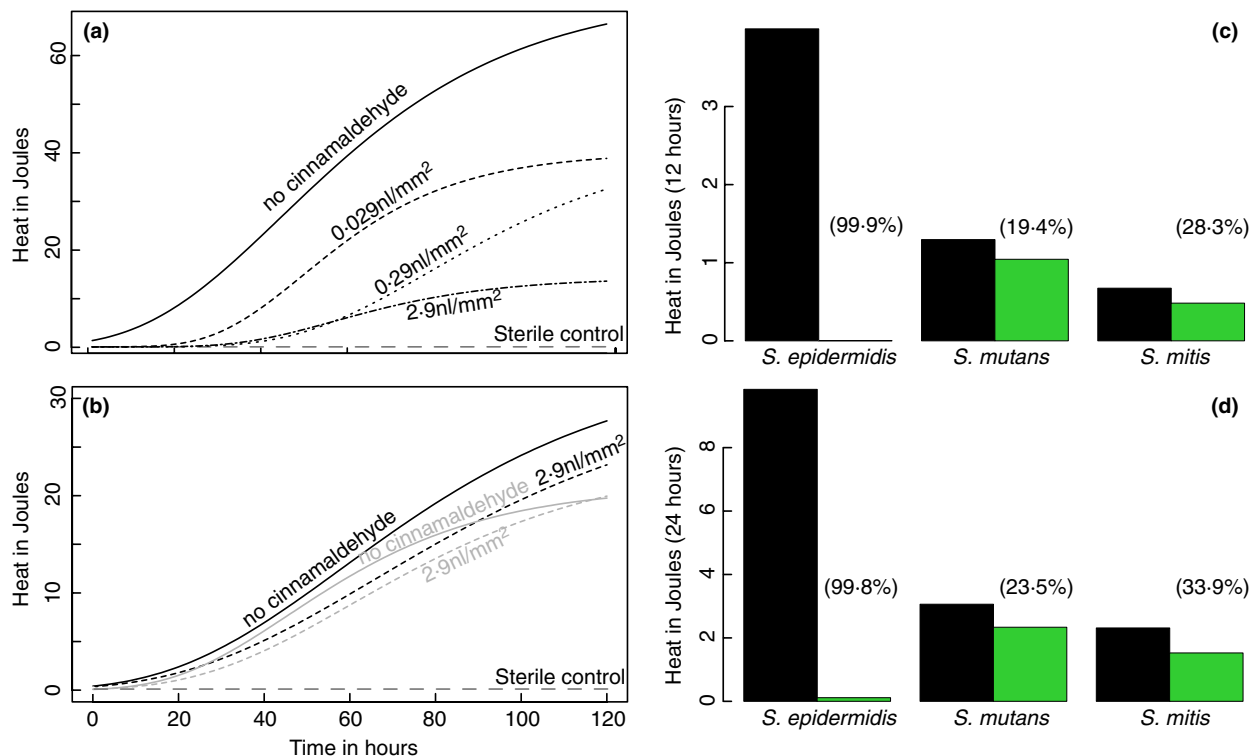 (a)
Heat in Joules
60
40
20
0
no cinnamaldehyde
0·029nl/mm²
0·29nl/mm²
2·9nl/mm²
Sterile control
(b)
Heat in Joules
30
20
10
0
no cinnamaldehyde
2·9nl/mm²
no cinnamaldehyde
2·9nl/mm²
Sterile control
0 20 40 60 80 100 120
Time in hours
(c)
Heat in Joules (12 hours)
3
2
1
0
(99·9%) (19·4%) (28·3%)
S. epidermidis S. mutans S. mitis
(d)
Heat in Joules (24 hours)
8
6
4
2
0
(99·8%) (23·5%) (33·9%)
S. epidermidis S. mutans S. mitis